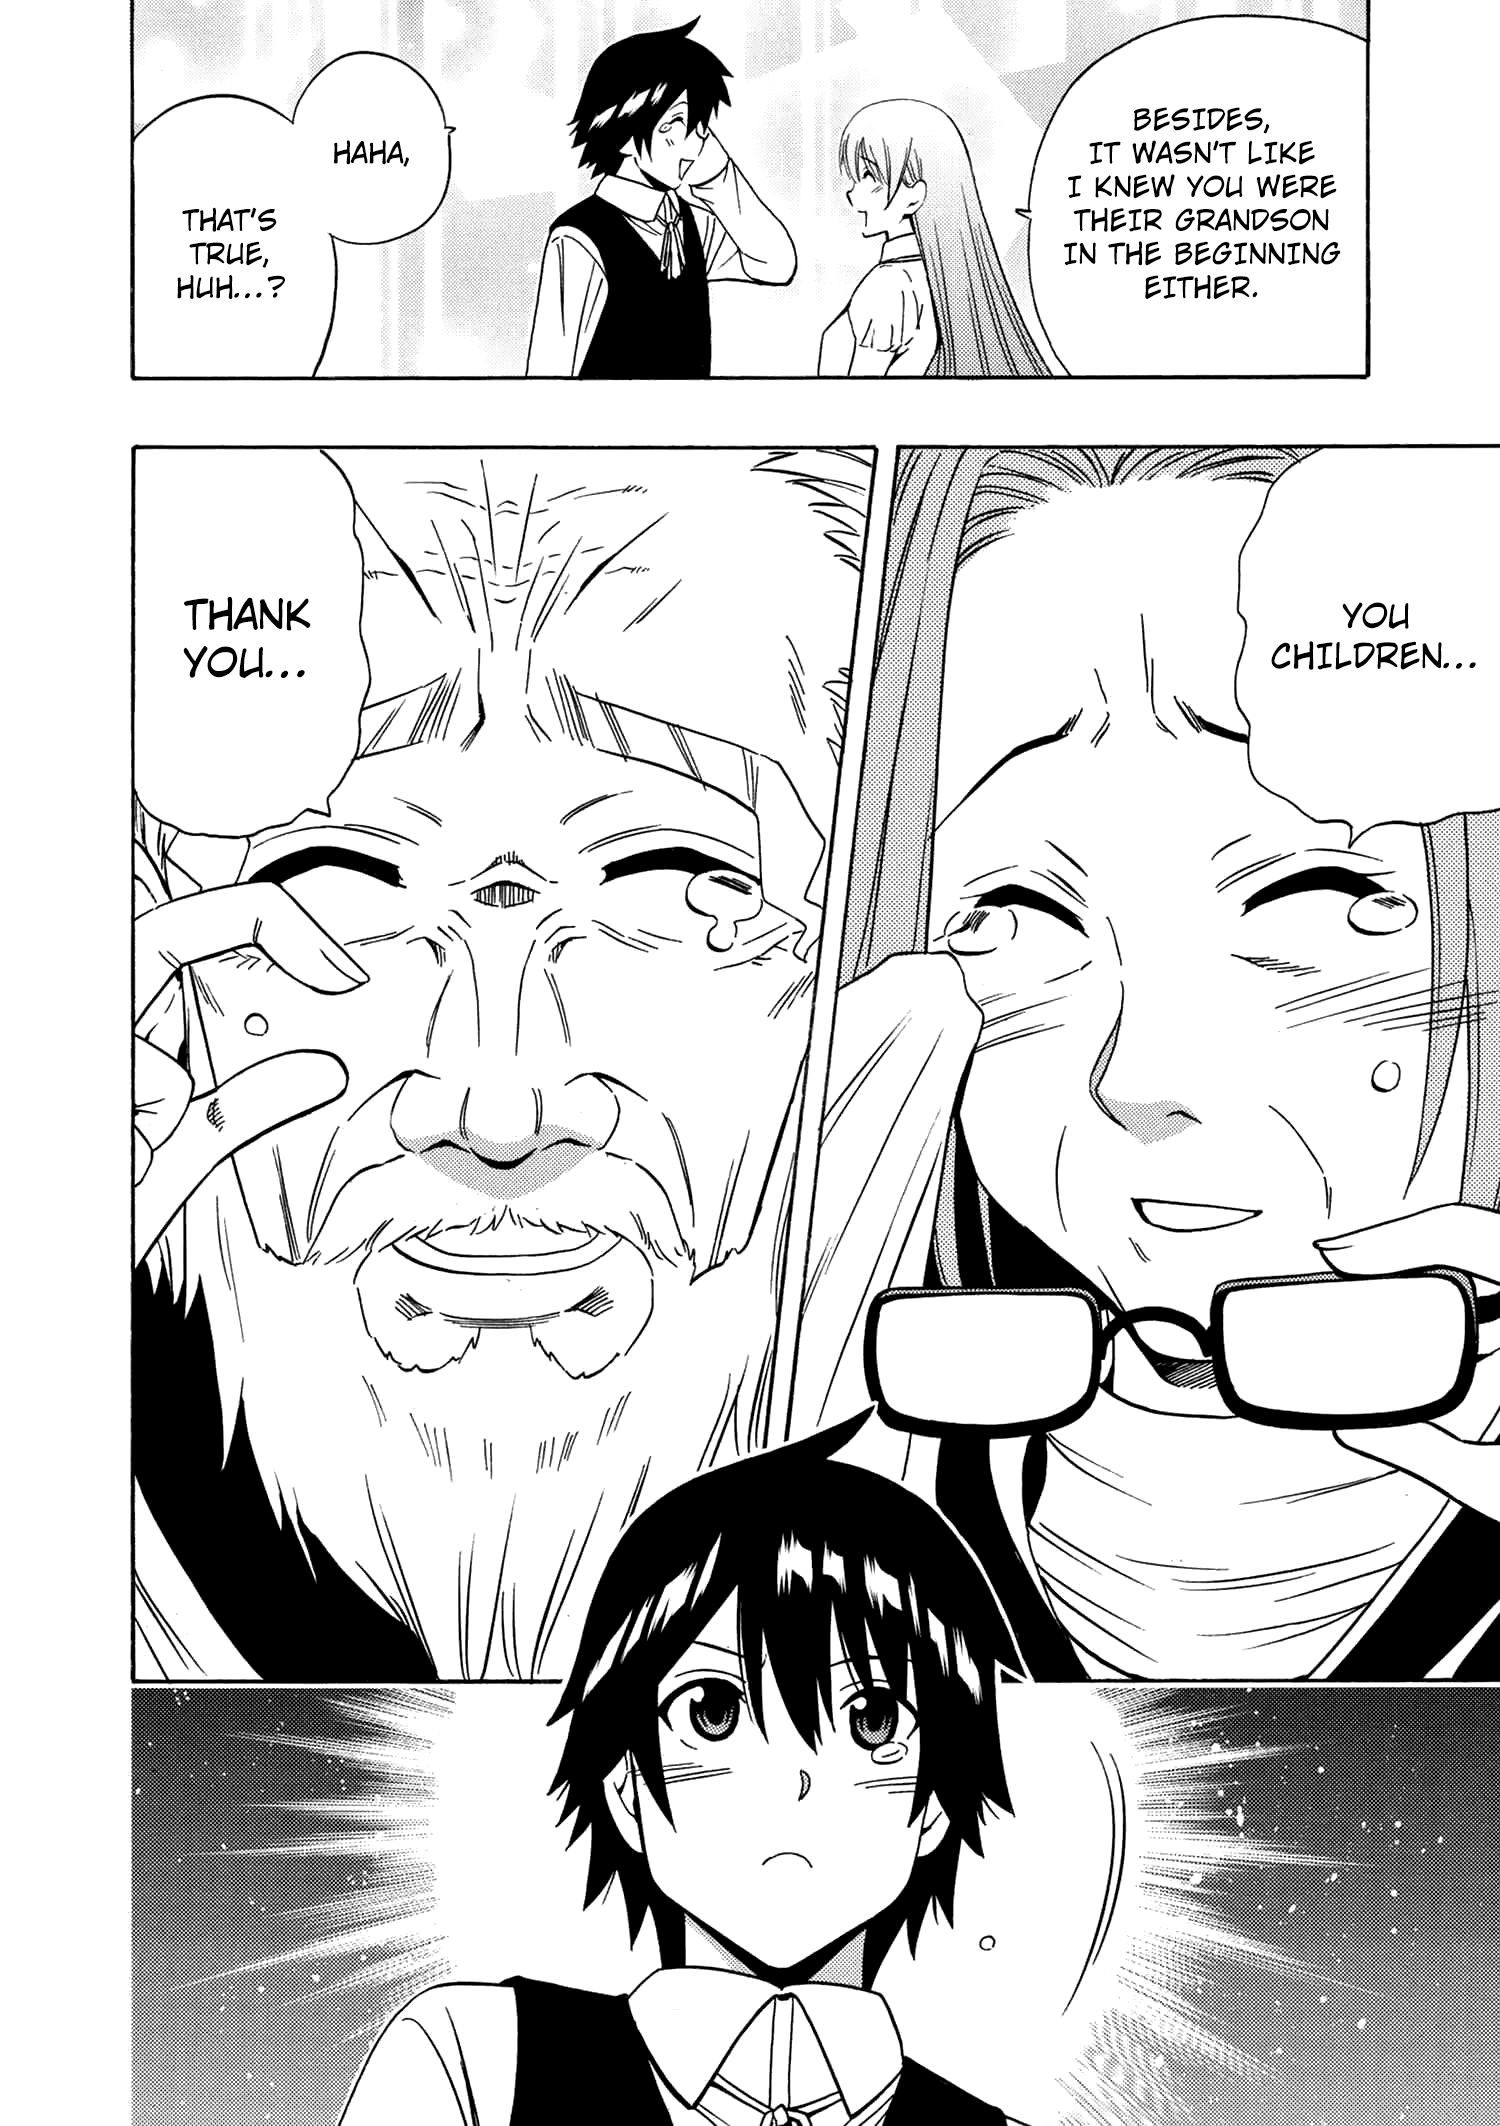 BESIDES,
IT WASN'T LIKE
I KNEW YOU WERE
THEIR GRANDSON
IN THE BEGINNING
EITHER.
HAHA,
THAT'S
TRUE,
HUH...?
YOU
CHILDREN...
THANK
YOU...